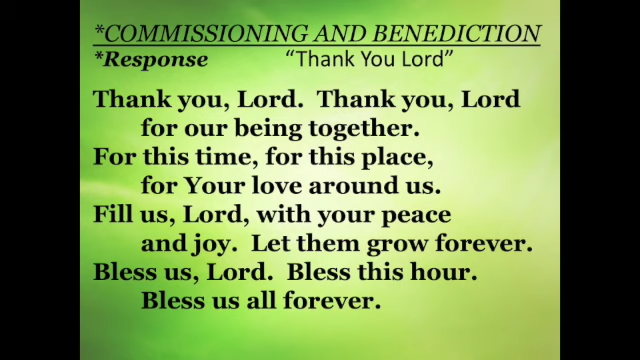 *COMMISSIONING AND BENEDICTION
*Response “Thank You Lord”
Thank you, Lord. Thank you, Lord
for our being together.
For this time, for this place,
for Your love around us.
Fill us, Lord, with your peace
and joy. Let them grow forever.
Bless us, Lord. Bless this hour.
Bless us all forever.